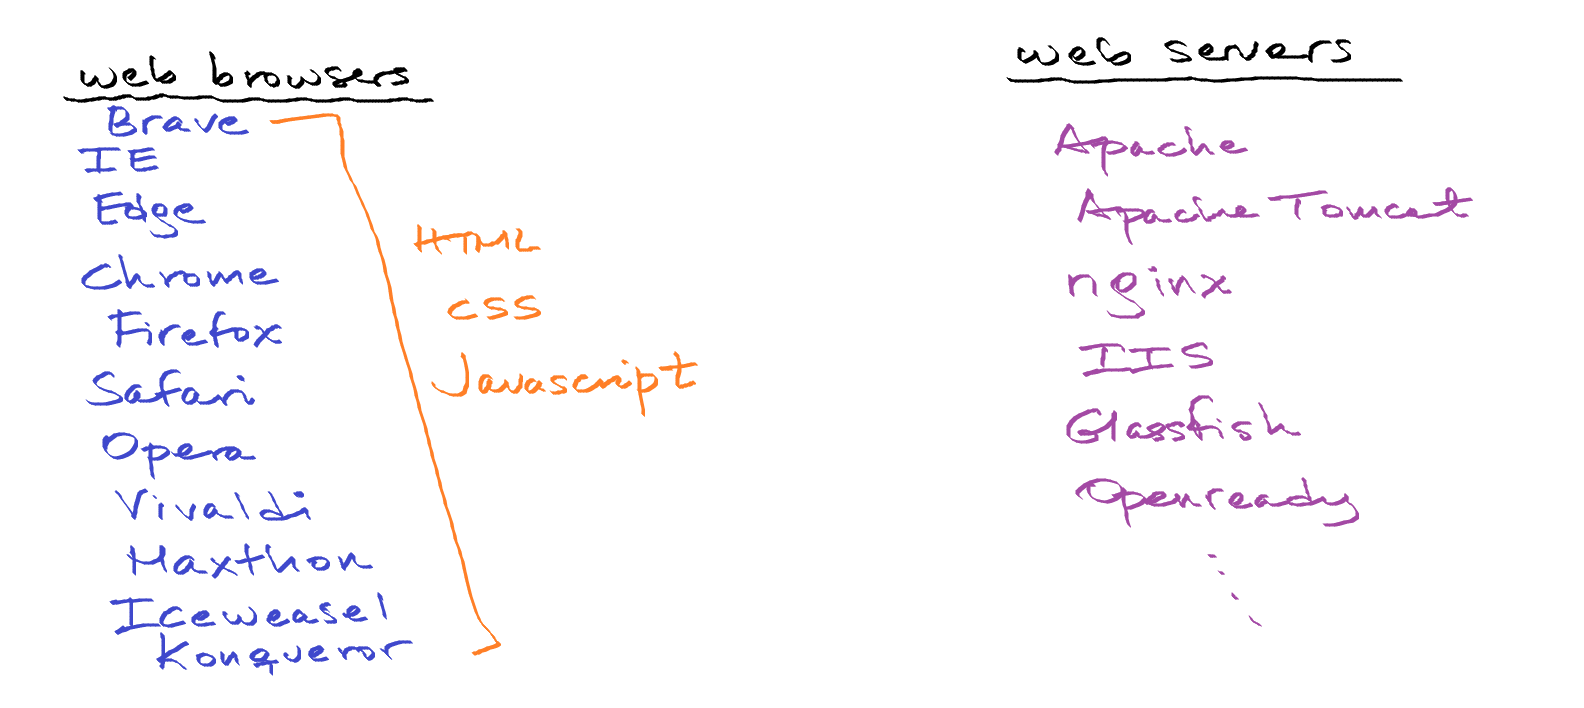 web browsers
Brave
IE
Edge
Chrome
Firefox
Safari
Opera
Vivaldi
Maxthon
Iceweasel
Konqueror
HTML
CSS
Javascript
web servers
Apache
Apache Tomcat
nginx
IIS
Glassfish
Openready